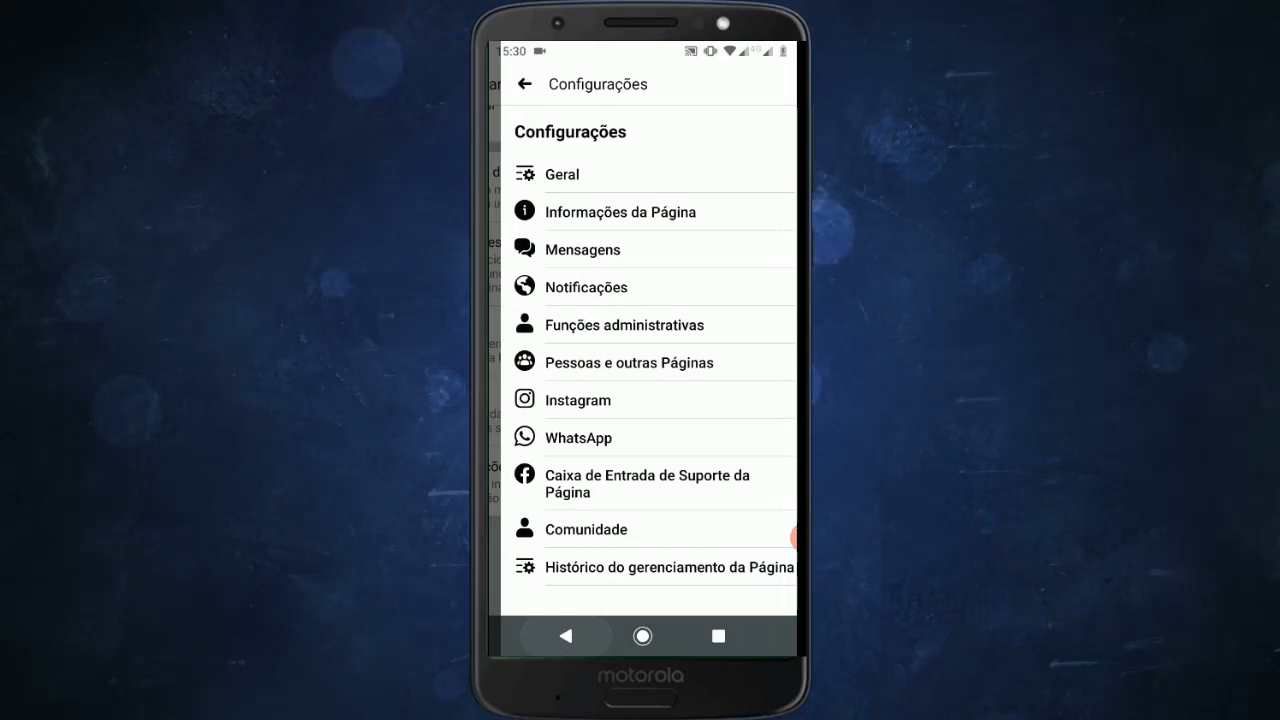 15:30
4G
Configurações
Configurações
Geral
Informações da Página
Mensagens
Notificações
Funções administrativas
Pessoas e outras Páginas
Instagram
WhatsApp
Caixa de Entrada de Suporte da
Página
Comunidade
Histórico do gerenciamento da Página
motorola